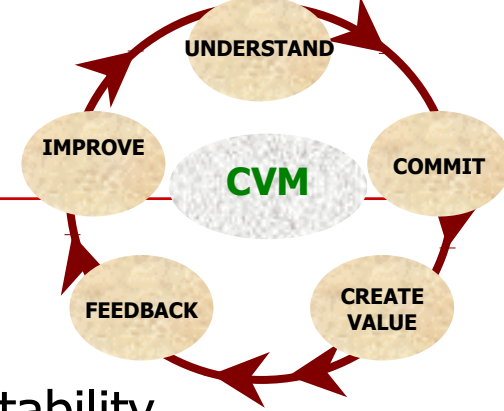 UNDERSTAND
IMPROVE
CVM
COMMIT
FEEDBACK
CREATE
VALUE